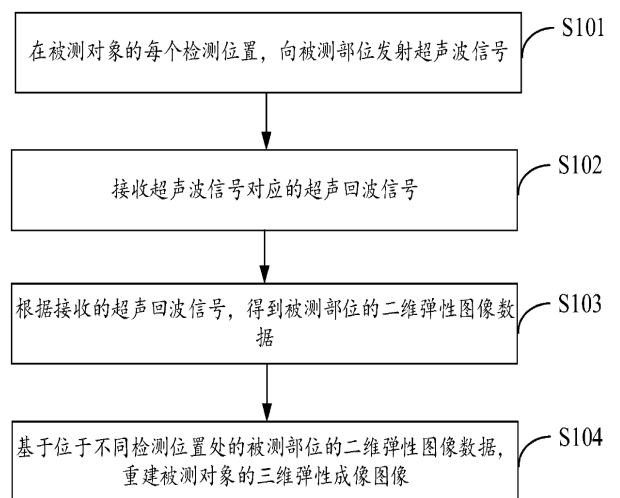 在被测对象的每个检测位置，向被测部位发射超声波信号
S101
接收超声波信号对应的超声回波信号
S102
根据接收的超声回波信号，得到被测部位的二维弹性图像数
据
S103
基于位于不同检测位置处的被测部位的二维弹性图像数据，
重建被测对象的三维弹性成像图像
S104